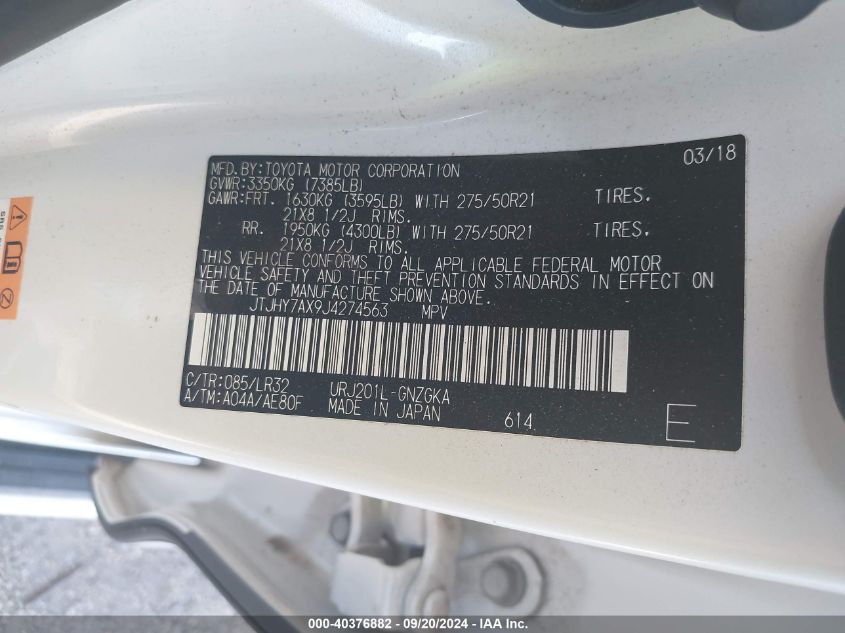 03/18
MFD.BY:TOYOTA MOTOR CORPORATION
GVWR:3350KG (7385LB)
GAWR:FRT. 1630KG (3595LB) WITH 275/50R21 TIRES.
21X8 1/2J RIMS.
RR. 1950KG (4300LB) WITH 275/50R21 TIRES.
21X8 1/2J RIMS.
THIS VEHICLE CONFORMS TO ALL APPLICABLE FEDERAL MOTOR
VEHICLE SAFETY AND THEFT PREVENTION STANDARDS IN EFFECT ON
THE DATE OF MANUFACTURE SHOWN ABOVE.
JTJHY7AX9J4274563 MPV
C/TR:085/LR32 URJ201L-GNZGKA
A/TM:A04A/AE80F MADE IN JAPAN 614 E
000-40376882 - 09/20/2024 - IAA Inc.